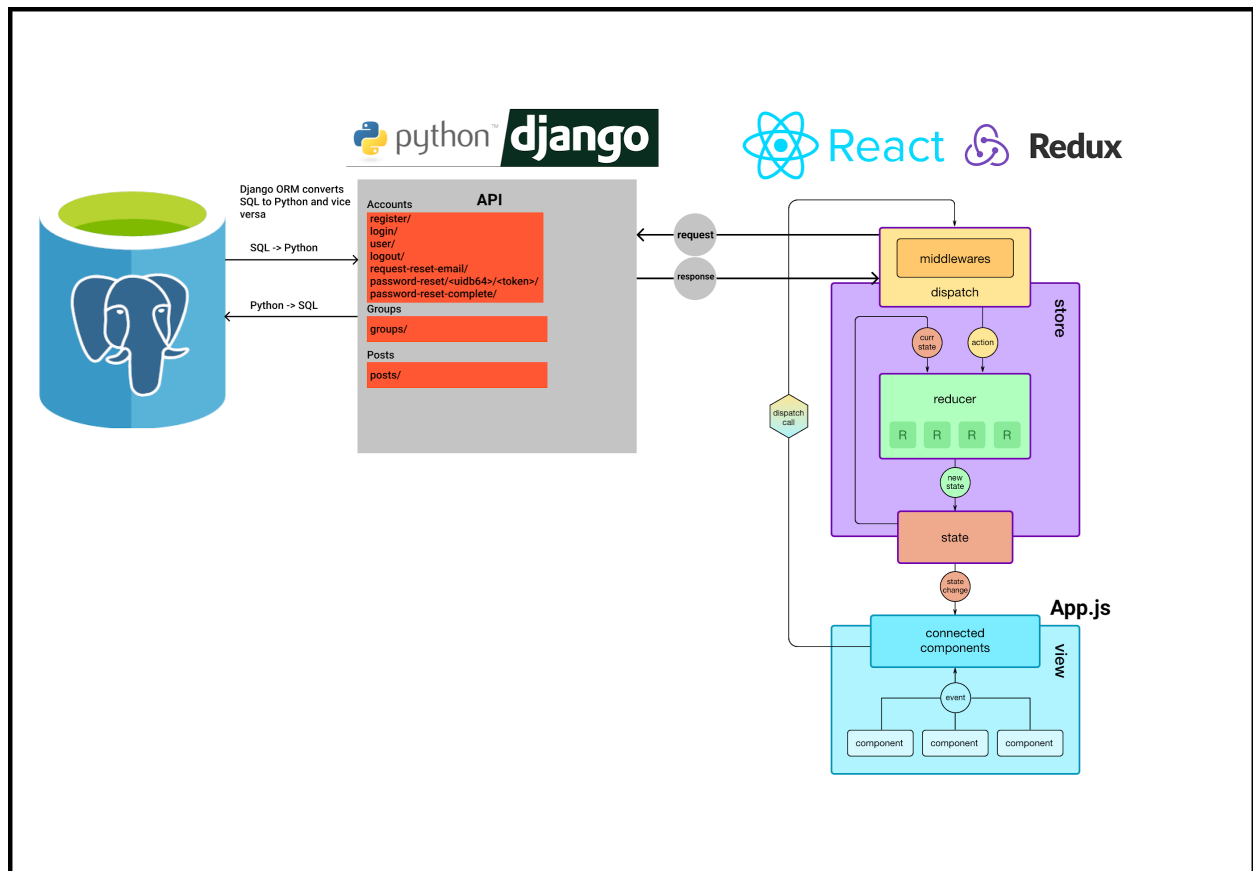 python™
django
React
Redux
Django ORM converts
SQL to Python and vice
versa
SQL -> Python
Python -> SQL
API
Accounts
register/
login/
user/
logout/
request-reset-email/
password-reset/<uidb64>/<token>/
password-reset-complete/
Groups
groups/
Posts
posts/
request
response
middlewares
dispatch
store
curr
state
action
reducer
R R R R
dispatch
call
new
state
state
state
change
App.js
connected
components
view
event
component component component